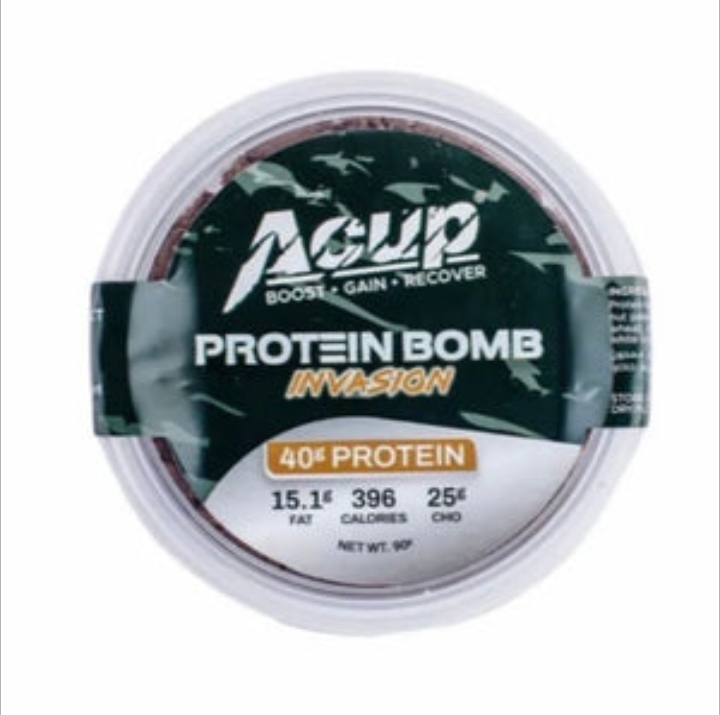 Acup
BOOST • GAIN • RECOVER
PROTEIN BOMB
INVASION
40g PROTEIN
15.1g 396 25g
FAT CALORIES CHO
NET WT. 90g